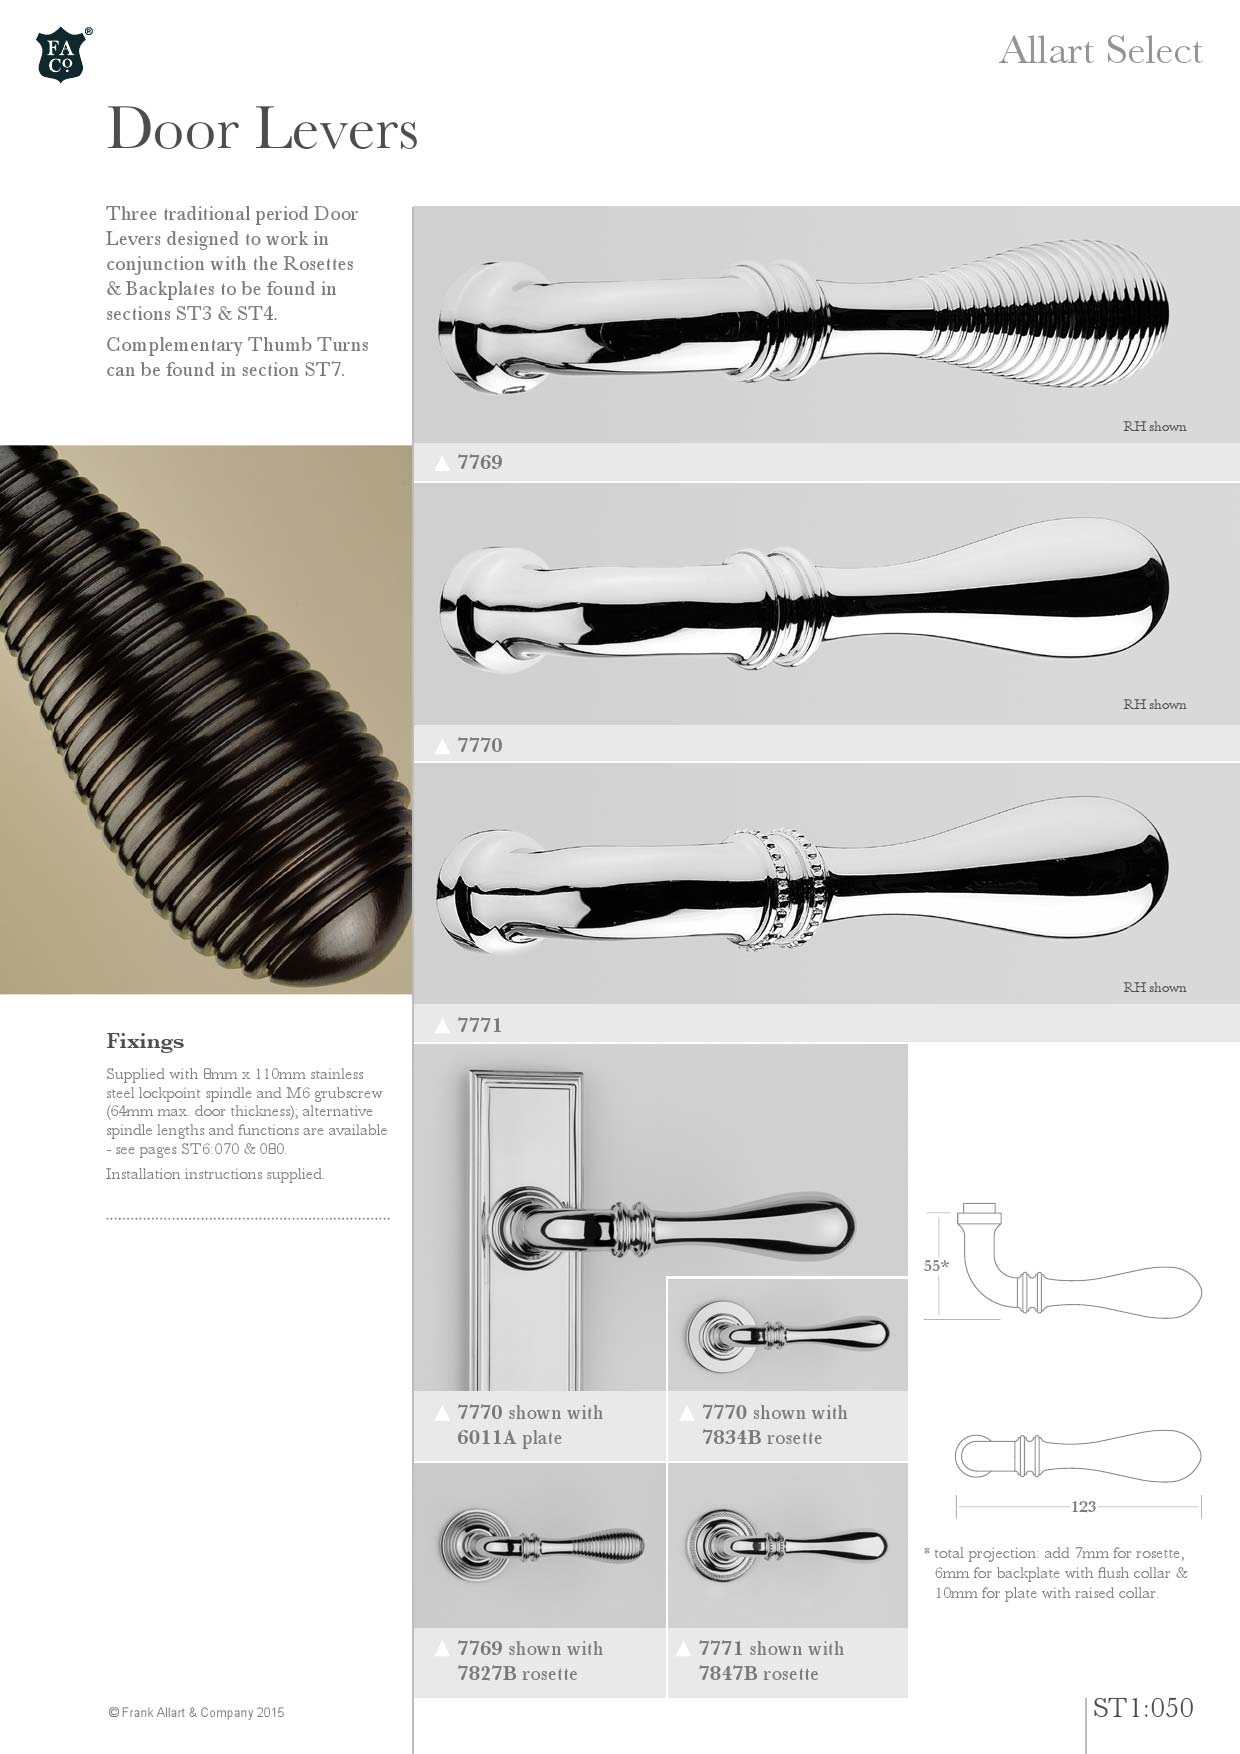 FA
Co.
®
Allart Select
Door Levers
Three traditional period Door
Levers designed to work in
conjunction with the Rosettes
& Backplates to be found in
sections ST3 & ST4.
Complementary Thumb Turns
can be found in section ST7.
RH shown
7769
RH shown
7770
RH shown
7771
Fixings
Supplied with 8mm x 110mm stainless
steel lockpoint spindle and M6 grubscrew
(64mm max. door thickness); alternative
spindle lengths and functions are available
- see pages ST6:070 & 080.
Installation instructions supplied.
7770 shown with
6011A plate
7770 shown with
7834B rosette
7769 shown with
7827B rosette
7771 shown with
7847B rosette
55*
123
* total projection: add 7mm for rosette,
6mm for backplate with flush collar &
10mm for plate with raised collar.
© Frank Allart & Company 2015
ST1:050